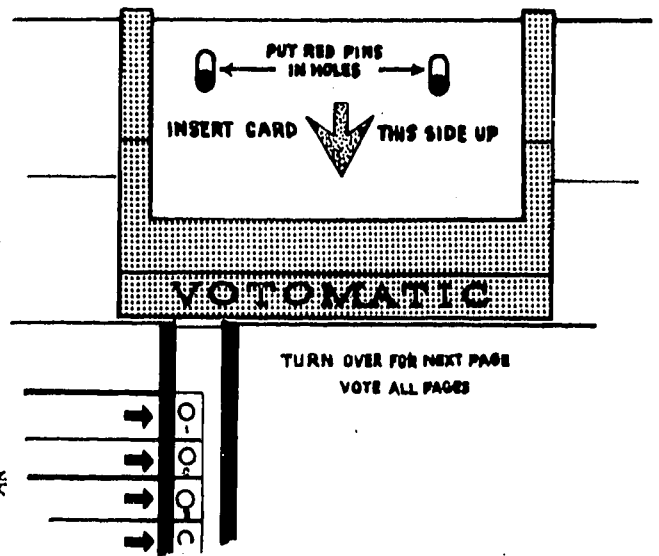 PUT RED PINS
IN HOLES
INSERT CARD THIS SIDE UP
VOTOMATIC
TURN OVER FOR NEXT PAGE
VOTE ALL PAGES